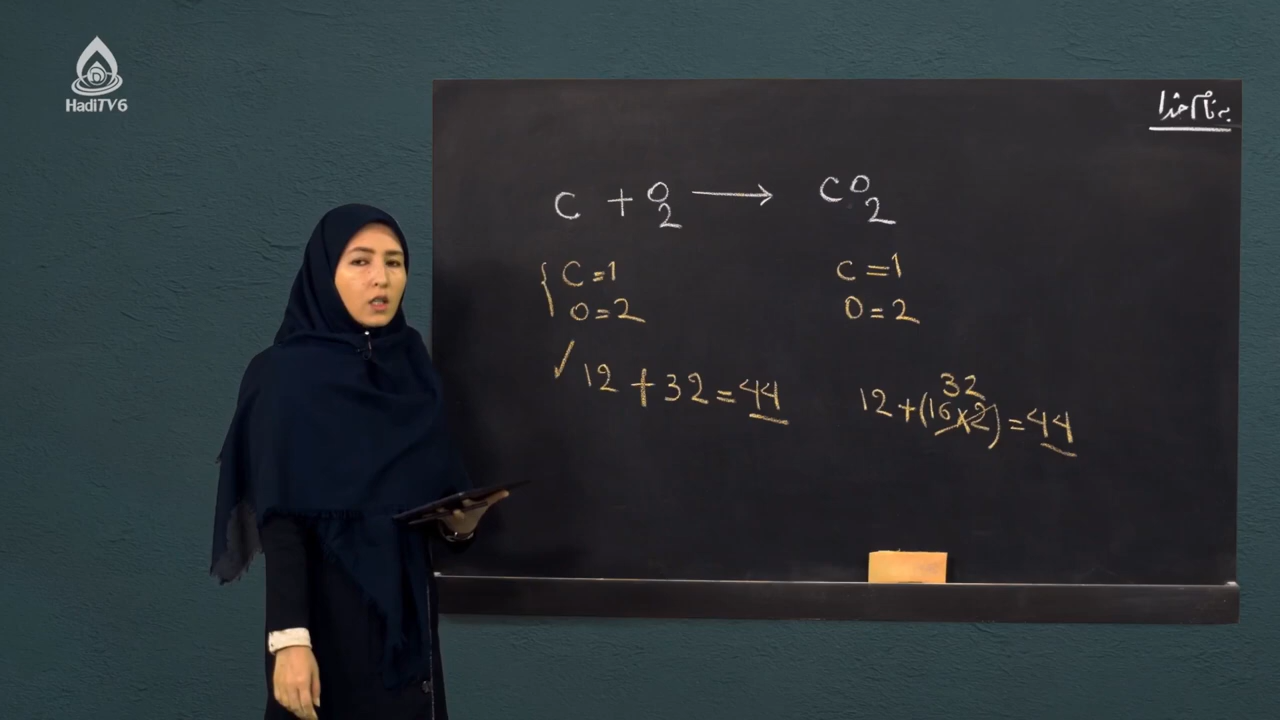 HadiTV6
به نام خدا
C + O2 → CO2
C=1
O=2
C=1
O=2
✓ 12 + 32 = 44
32
12 + (16×2) = 44